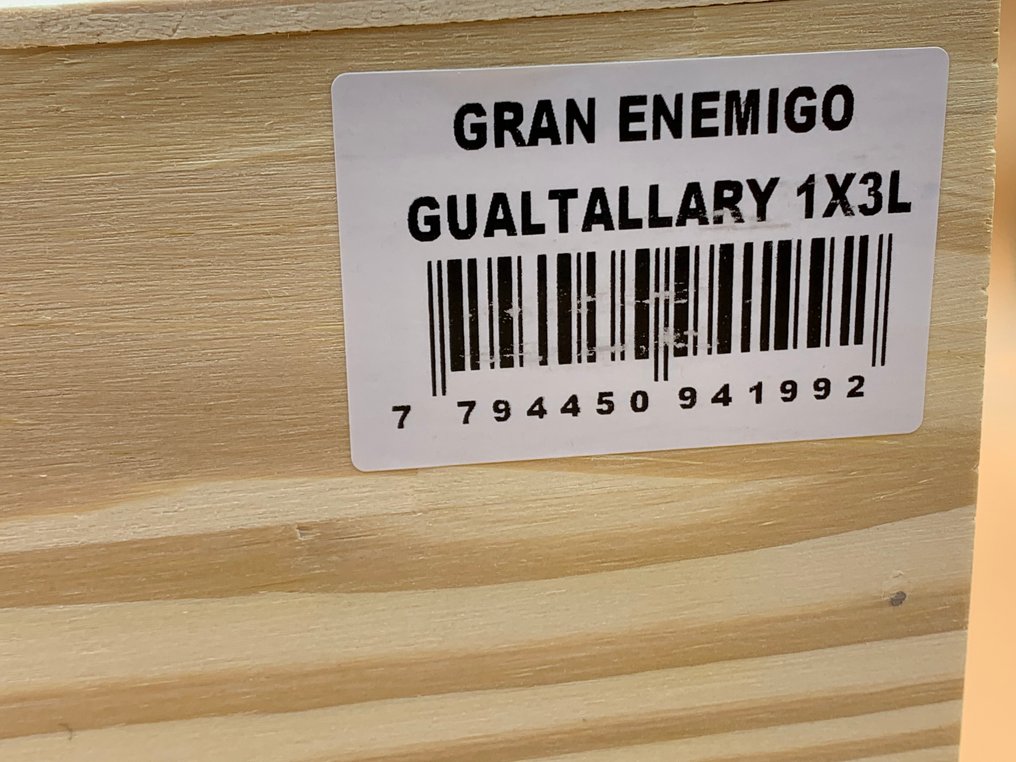 GRAN ENEMIGO
GUALTALLARY 1X3L
7 794450 941992